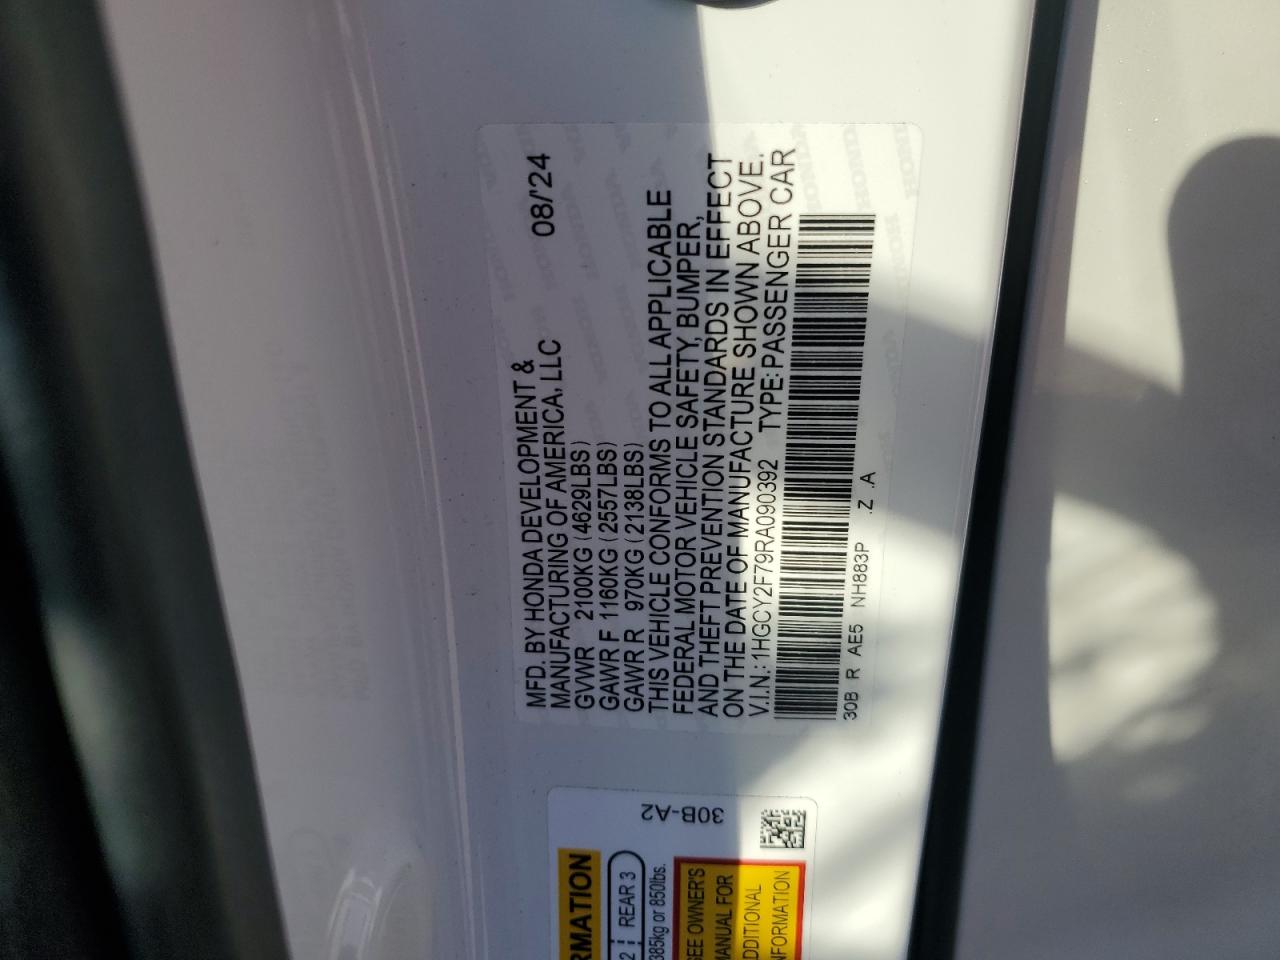 MFD. BY HONDA DEVELOPMENT & 08/'24
MANUFACTURING OF AMERICA, LLC
GVWR 2100KG (4629LBS)
GAWR F 1160KG (2557LBS)
GAWR R 970KG (2138LBS)
THIS VEHICLE CONFORMS TO ALL APPLICABLE
FEDERAL MOTOR VEHICLE SAFETY, BUMPER,
AND THEFT PREVENTION STANDARDS IN EFFECT
ON THE DATE OF MANUFACTURE SHOWN ABOVE.
V.I.N.: 1HGCY2F79RA090392 TYPE: PASSENGER CAR
30B R AE5 NH883P .Z .A
30B-A2
RMATION
2 REAR 3
385kg or 850lbs.
SEE OWNER'S
MANUAL FOR
ADDITIONAL
INFORMATION